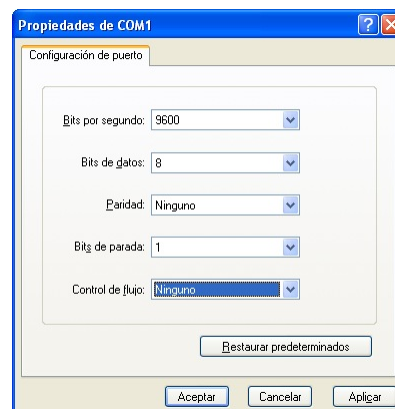 Propiedades de COM1
Configuración de puerto
Bits por segundo: 9600
Bits de datos: 8
Paridad: Ninguno
Bits de parada: 1
Control de flujo: Ninguno
Restaurar predeterminados
Aceptar Cancelar Aplicar